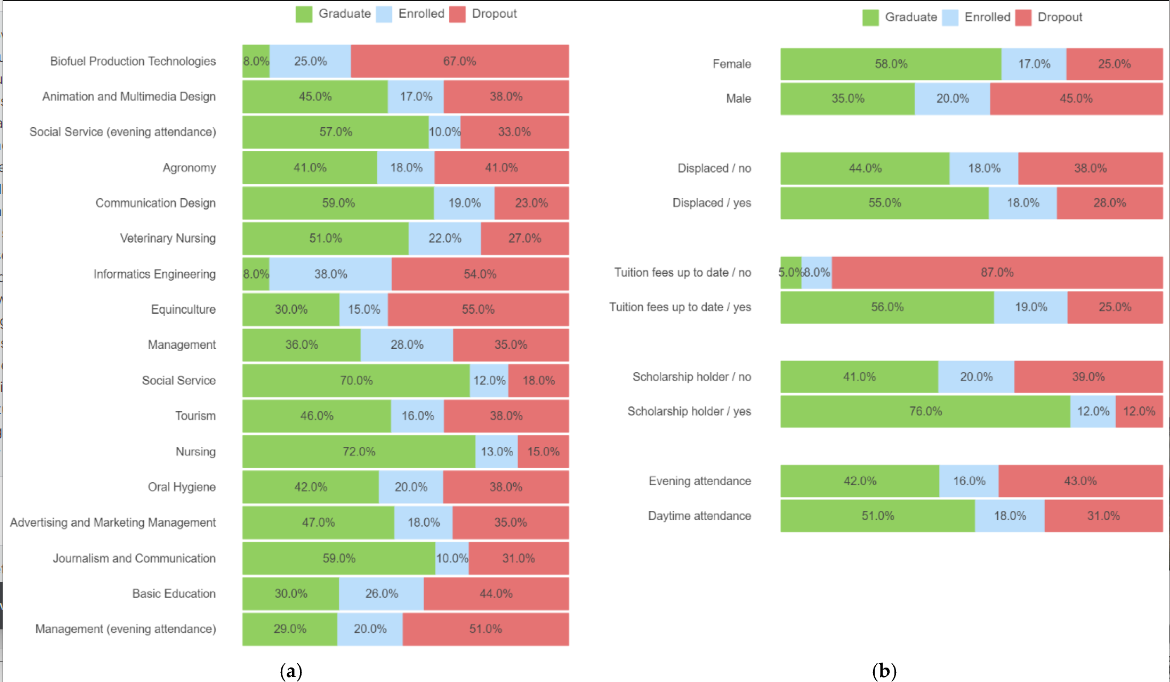 Graduate Enrolled Dropout
Biofuel Production Technologies 8.0% 25.0% 67.0%
Animation and Multimedia Design 45.0% 17.0% 38.0%
Social Service (evening attendance) 57.0% 10.0% 33.0%
Agronomy 41.0% 18.0% 41.0%
Communication Design 59.0% 19.0% 23.0%
Veterinary Nursing 51.0% 22.0% 27.0%
Informatics Engineering 8.0% 38.0% 54.0%
Equinculture 30.0% 15.0% 55.0%
Management 36.0% 28.0% 35.0%
Social Service 70.0% 12.0% 18.0%
Tourism 46.0% 16.0% 38.0%
Nursing 72.0% 13.0% 15.0%
Oral Hygiene 42.0% 20.0% 38.0%
Advertising and Marketing Management 47.0% 18.0% 35.0%
Journalism and Communication 59.0% 10.0% 31.0%
Basic Education 30.0% 26.0% 44.0%
Management (evening attendance) 29.0% 20.0% 51.0%
(a)
Graduate Enrolled Dropout
Female 58.0% 17.0% 25.0%
Male 35.0% 20.0% 45.0%
Displaced / no 44.0% 18.0% 38.0%
Displaced / yes 55.0% 18.0% 28.0%
Tuition fees up to date / no 5.0% 8.0% 87.0%
Tuition fees up to date / yes 56.0% 19.0% 25.0%
Scholarship holder / no 41.0% 20.0% 39.0%
Scholarship holder / yes 76.0% 12.0% 12.0%
Evening attendance 42.0% 16.0% 43.0%
Daytime attendance 51.0% 18.0% 31.0%
(b)